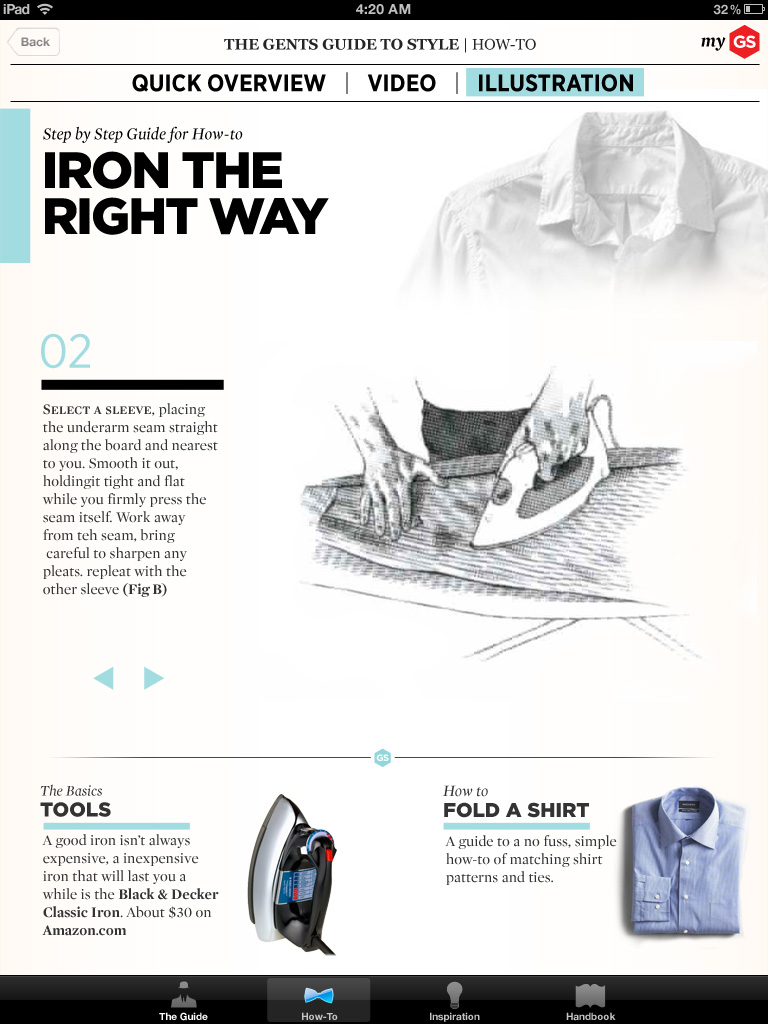 iPad 4:20 AM 32%
Back
THE GENTS GUIDE TO STYLE | HOW-TO
my GS
QUICK OVERVIEW | VIDEO | ILLUSTRATION
Step by Step Guide for How-to
IRON THE
RIGHT WAY
02
SELECT A SLEEVE, placing
the underarm seam straight
along the board and nearest
to you. Smooth it out,
holdingit tight and flat
while you firmly press the
seam itself. Work away
from teh seam, bring
careful to sharpen any
pleats. repleat with the
other sleeve (Fig B)
GS
The Basics
TOOLS
A good iron isn't always
expensive, a inexpensive
iron that will last you a
while is the Black & Decker
Classic Iron. About $30 on
Amazon.com
How to
FOLD A SHIRT
A guide to a no fuss, simple
how-to of matching shirt
patterns and ties.
The Guide
How-To
Inspiration
Handbook